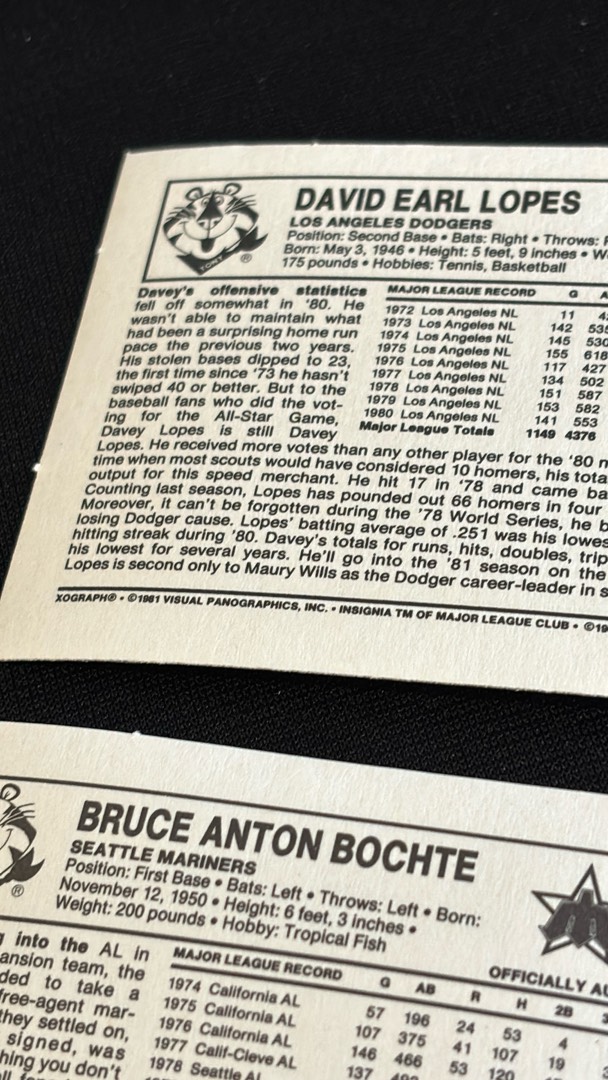 TONY
®
DAVID EARL LOPES
LOS ANGELES DODGERS
Position: Second Base • Bats: Right • Throws:
Born: May 3, 1946 • Height: 5 feet, 9 inches •
175 pounds • Hobbies: Tennis, Basketball
Davey's offensive statistics
fell off somewhat in '80. He
wasn't able to maintain what
had been a surprising home run
pace the previous two years.
His stolen bases dipped to 23,
the first time since '73 he hasn't
swiped 40 or better. But to the
baseball fans who did the vot-
ing for the All-Star Game,
Davey Lopes is still Davey
MAJOR LEAGUE RECORD G
1972 Los Angeles NL 11
1973 Los Angeles NL 142 535
1974 Los Angeles NL 145 530
1975 Los Angeles NL 155 618
1976 Los Angeles NL 117 427
1977 Los Angeles NL 134 502
1978 Los Angeles NL 151 587
1979 Los Angeles NL 153 582
1980 Los Angeles NL 141 553
Major League Totals 1149 4376
Lopes. He received more votes than any other player for the '80
time when most scouts would have considered 10 homers, his
output for this speed merchant. He hit 17 in '78 and came
Counting last season, Lopes has pounded out 66 homers in four
Moreover, it can't be forgotten during the '78 World Series, he
losing Dodger cause. Lopes' batting average of .251 was his
hitting streak during '80. Davey's totals for runs, hits, doubles,
his lowest for several years. He'll go into the '81 season on the
Lopes is second only to Maury Wills as the Dodger career-leader in
XOGRAPH® • ©1981 VISUAL PANOGRAPHICS, INC. • INSIGNIA TM OF MAJOR LEAGUE CLUB • ©
®
BRUCE ANTON BOCHTE
SEATTLE MARINERS
Position: First Base • Bats: Left • Throws: Left • Born:
November 12, 1950 • Height: 6 feet, 3 inches •
Weight: 200 pounds • Hobby: Tropical Fish
OFFICIALLY
into the AL in
ansion team, the
ded to take a
free-agent mar-
they settled on,
signed, was
hing you don't
MAJOR LEAGUE RECORD G AB R H 2B
1974 California AL 57 196 24 53 4
1975 California AL 107 375 41 107 19
1976 California AL 146 466 53 120
1977 Calif-Cleve AL 137
1978 Seattle AL